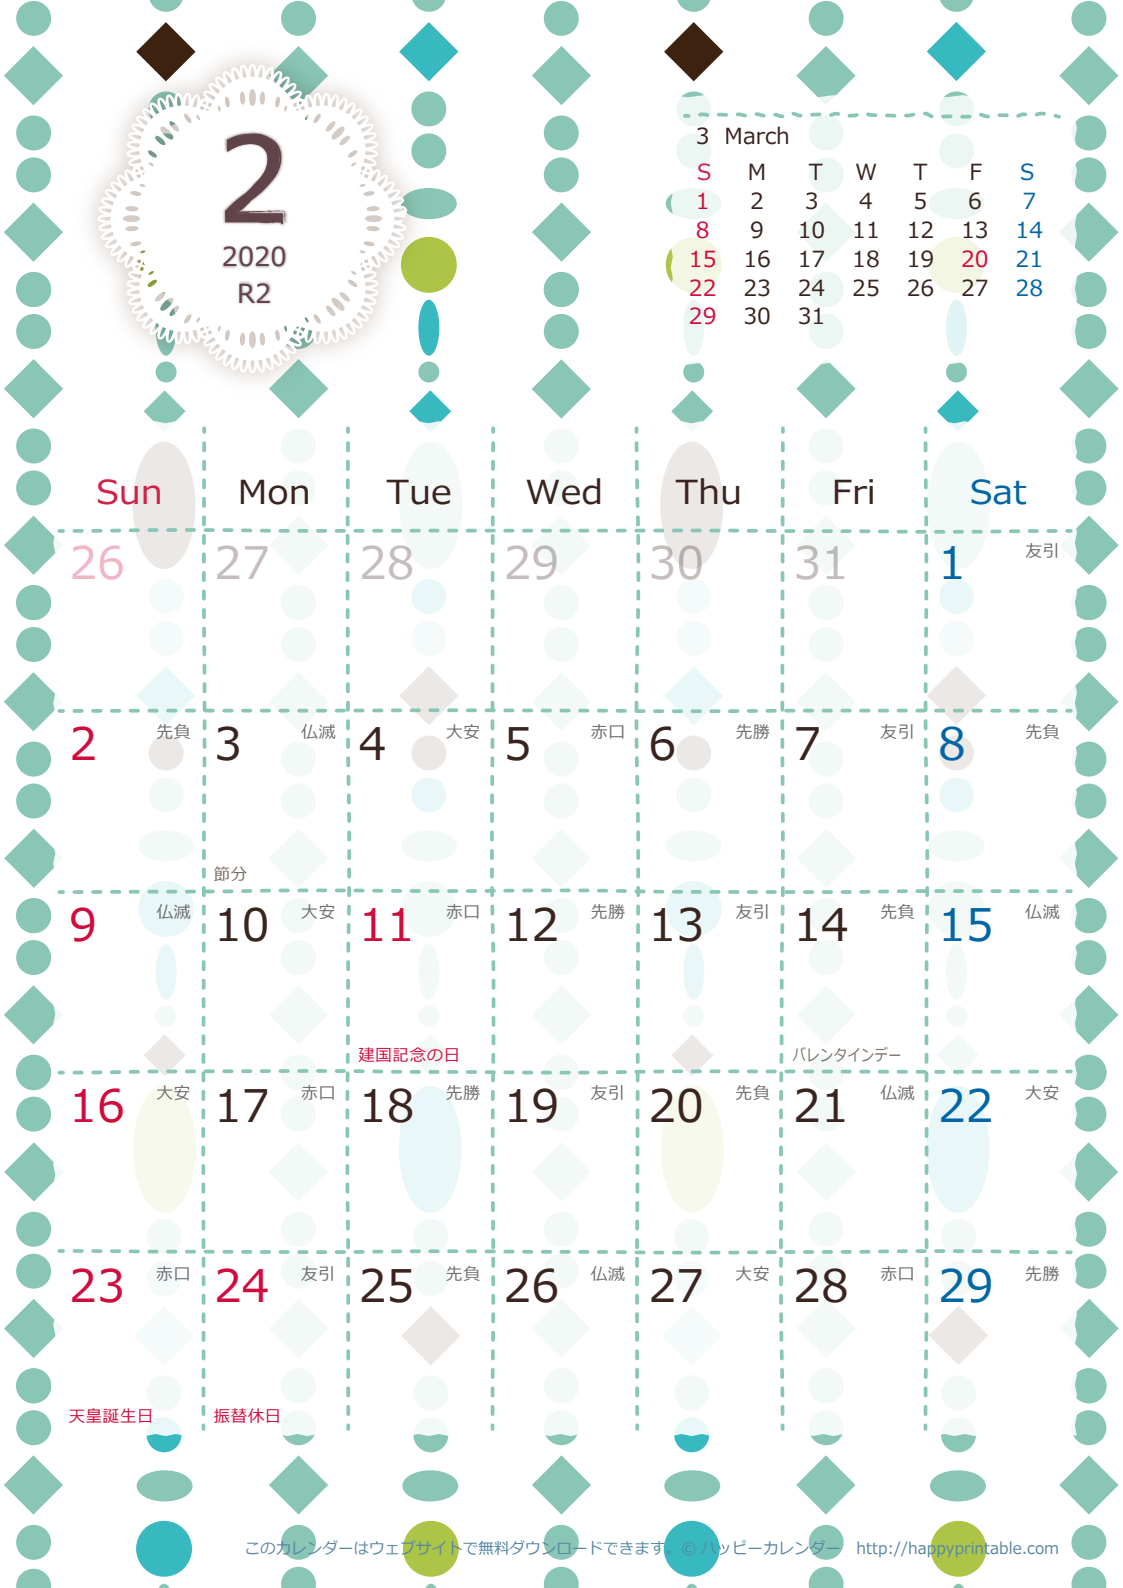 2
2020
R2
3 March
S M T W T F S
1 2 3 4 5 6 7
8 9 10 11 12 13 14
15 16 17 18 19 20 21
22 23 24 25 26 27 28
29 30 31
Sun Mon Tue Wed Thu Fri Sat
26 27 28 29 30 31 1 友引
2 先負 3 仏滅 4 大安 5 赤口 6 先勝 7 友引 8 先負
節分
9 仏滅 10 大安 11 赤口 12 先勝 13 友引 14 先負 15 仏滅
建国記念の日 バレンタインデー
16 大安 17 赤口 18 先勝 19 友引 20 先負 21 仏滅 22 大安
23 赤口 24 友引 25 先負 26 仏滅 27 大安 28 赤口 29 先勝
天皇誕生日 振替休日
このカレンダーはウェブサイトで無料ダウンロードできます。© ハッピーカレンダー http://happyprintable.com